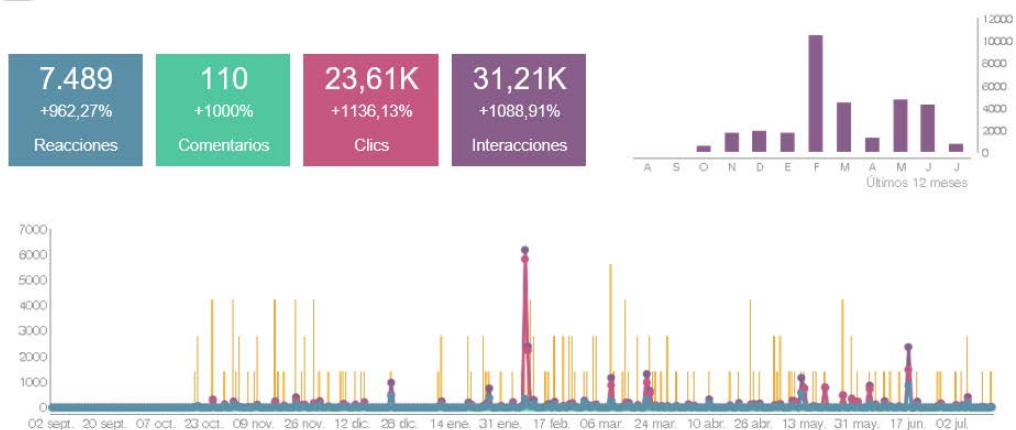 7.489
+962,27%
Reacciones
110
+1000%
Comentarios
23,61K
+1136,13%
Clics
31,21K
+1088,91%
Interacciones
12000
10000
8000
6000
4000
2000
0
A S O N D E F M A M J J
Últimos 12 meses
7000
6000
5000
4000
3000
2000
1000
0
02 sept. 20 sept. 07 oct. 23 oct. 09 nov. 26 nov. 12 dic. 28 dic. 14 ene. 31 ene. 17 feb. 06 mar. 24 mar. 10 abr. 26 abr. 13 may. 31 may. 17 jun. 02 jul.